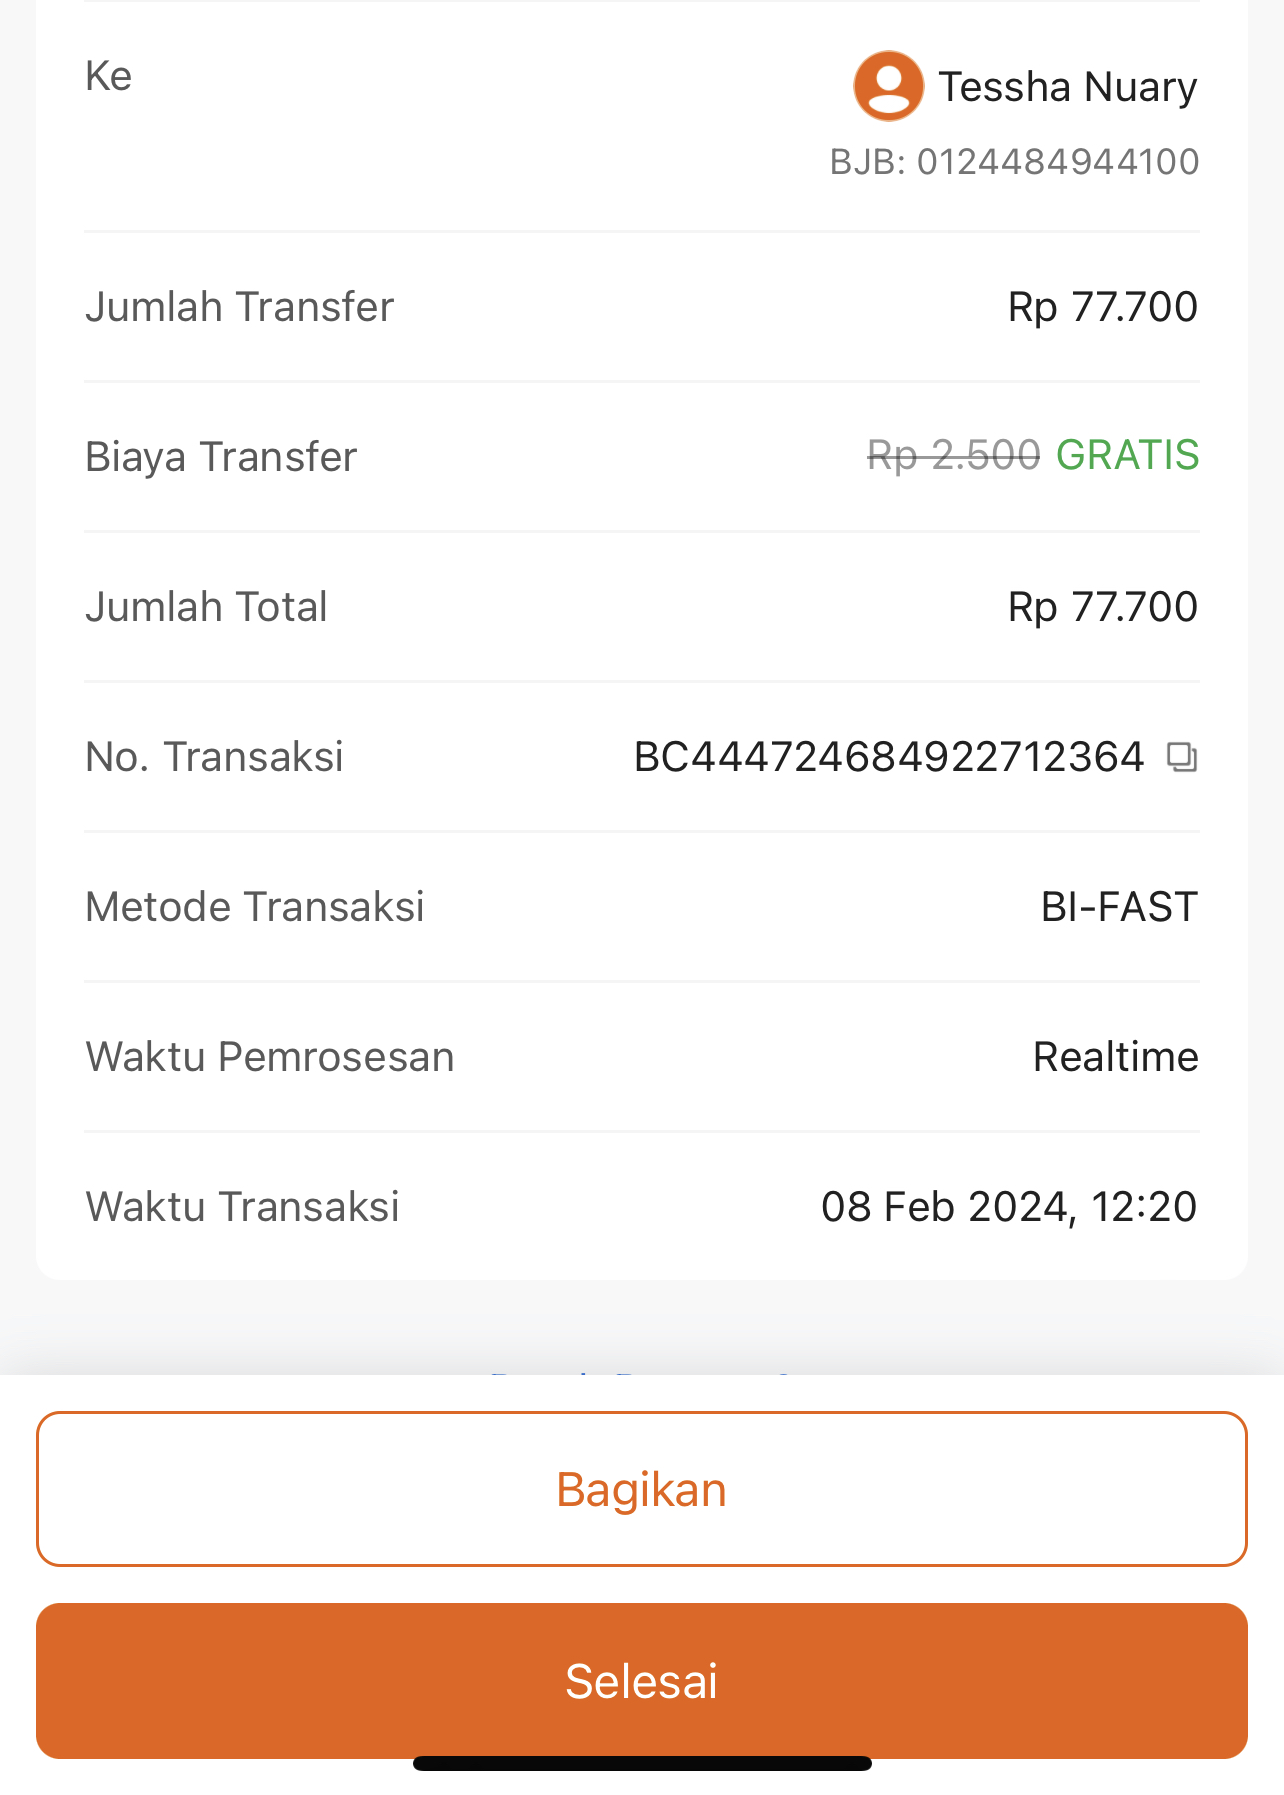 Ke
Tessha Nuary
BJB: 0124484944100
Jumlah Transfer Rp 77.700
Biaya Transfer Rp 2.500 GRATIS
Jumlah Total Rp 77.700
No. Transaksi BC444724684922712364
Metode Transaksi BI-FAST
Waktu Pemrosesan Realtime
Waktu Transaksi 08 Feb 2024, 12:20
Bagikan
Selesai